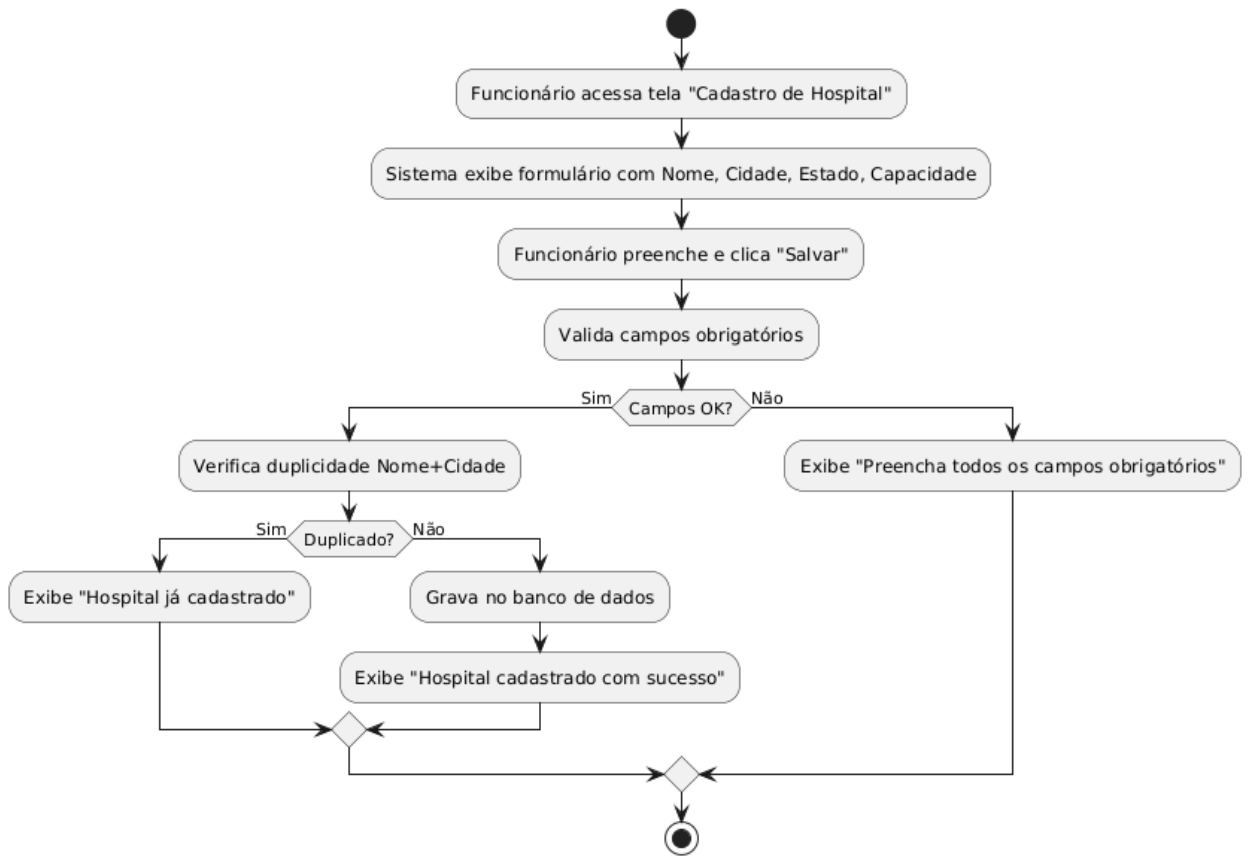 Funcionário acessa tela "Cadastro de Hospital"
Sistema exibe formulário com Nome, Cidade, Estado, Capacidade
Funcionário preenche e clica "Salvar"
Valida campos obrigatórios
Sim
Campos OK?
Não
Verifica duplicidade Nome+Cidade
Exibe "Preencha todos os campos obrigatórios"
Sim
Duplicado?
Não
Exibe "Hospital já cadastrado"
Grava no banco de dados
Exibe "Hospital cadastrado com sucesso"